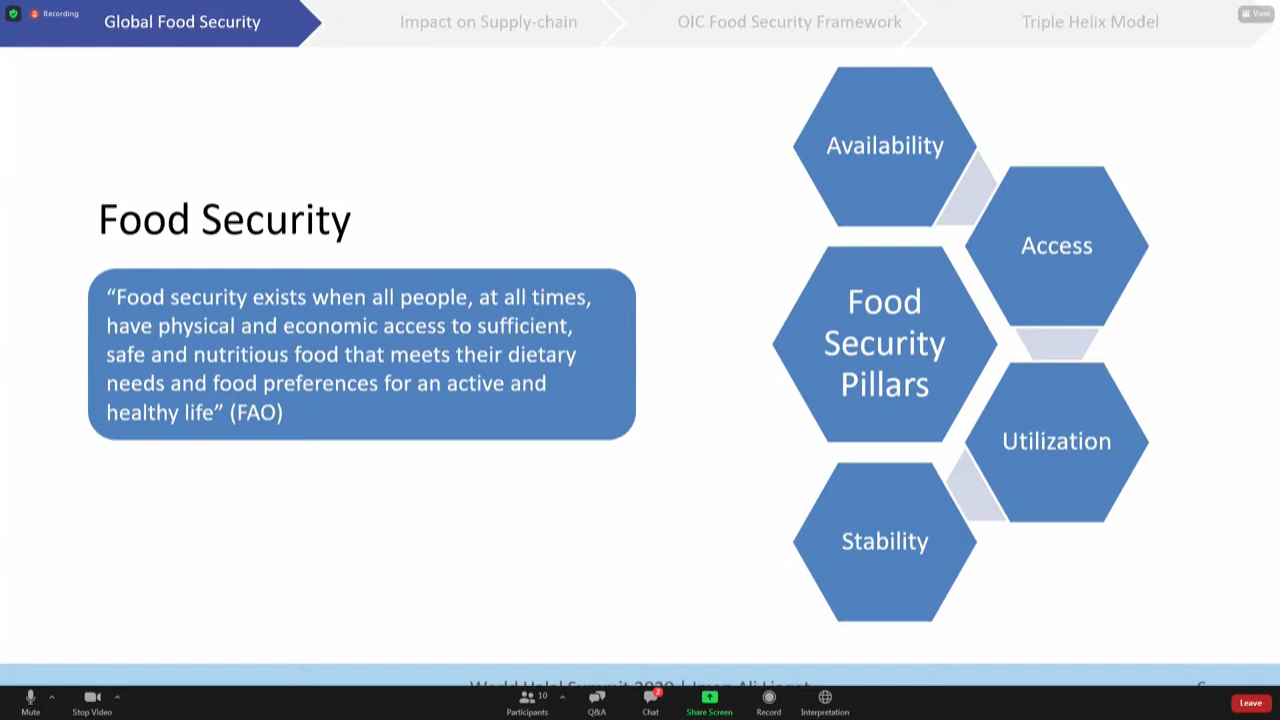 Recording
Global Food Security
Impact on Supply-chain
OIC Food Security Framework
Triple Helix Model
View
Food Security
“Food security exists when all people, at all times,
have physical and economic access to sufficient,
safe and nutritious food that meets their dietary
needs and food preferences for an active and
healthy life” (FAO)
Availability
Access
Food
Security
Pillars
Utilization
Stability
Mute
Stop Video
10
Participants
Q&A
2
Chat
Share Screen
Record
Interpretation
Leave